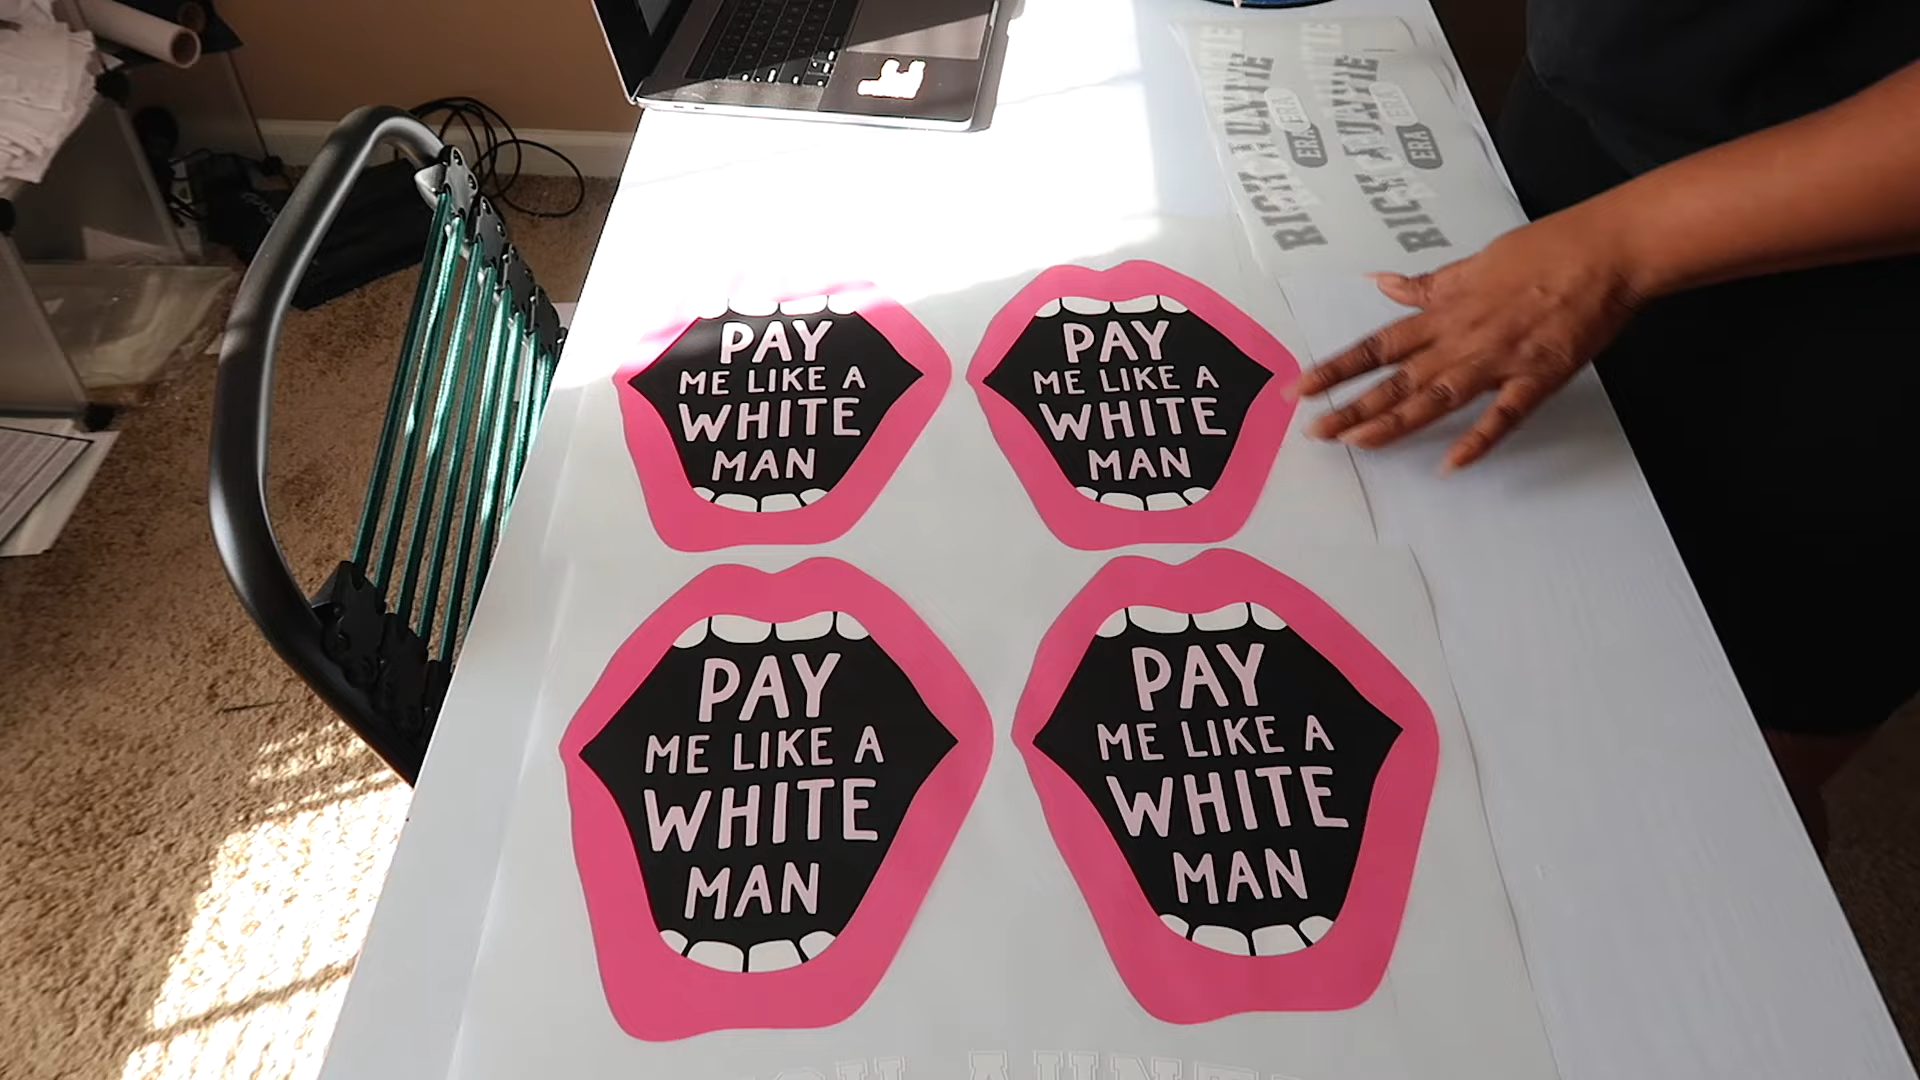 RICH AUNTIE
ERA
RICH AUNTIE
ERA
PAY
ME LIKE A
WHITE
MAN
PAY
ME LIKE A
WHITE
MAN
PAY
ME LIKE A
WHITE
MAN
PAY
ME LIKE A
WHITE
MAN